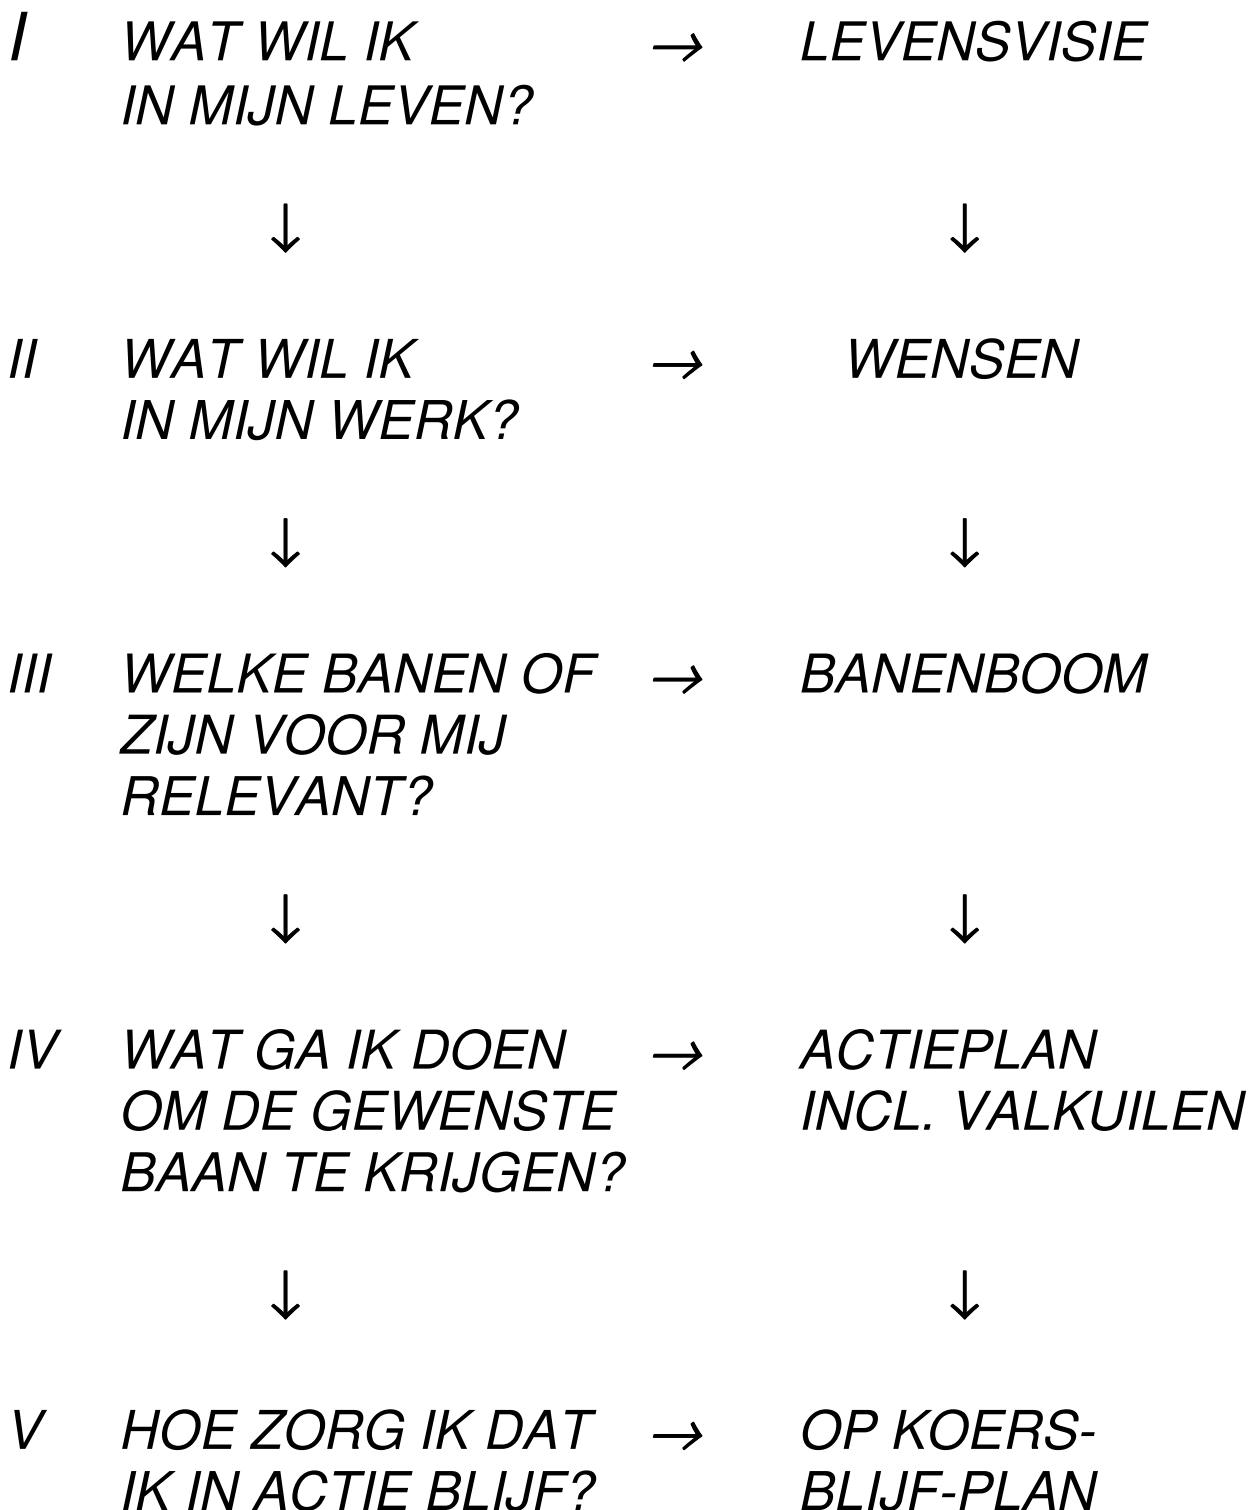 I WAT WIL IK → LEVENSVISIE
IN MIJN LEVEN?
↓ ↓
II WAT WIL IK → WENSEN
IN MIJN WERK?
↓ ↓
III WELKE BANEN OF → BANENBOOM
ZIJN VOOR MIJ
RELEVANT?
↓ ↓
IV WAT GA IK DOEN → ACTIEPLAN
OM DE GEWENSTE INCL. VALKUILEN
BAAN TE KRIJGEN?
↓ ↓
V HOE ZORG IK DAT → OP KOERS-
IK IN ACTIE BLIJF? BLIJF-PLAN